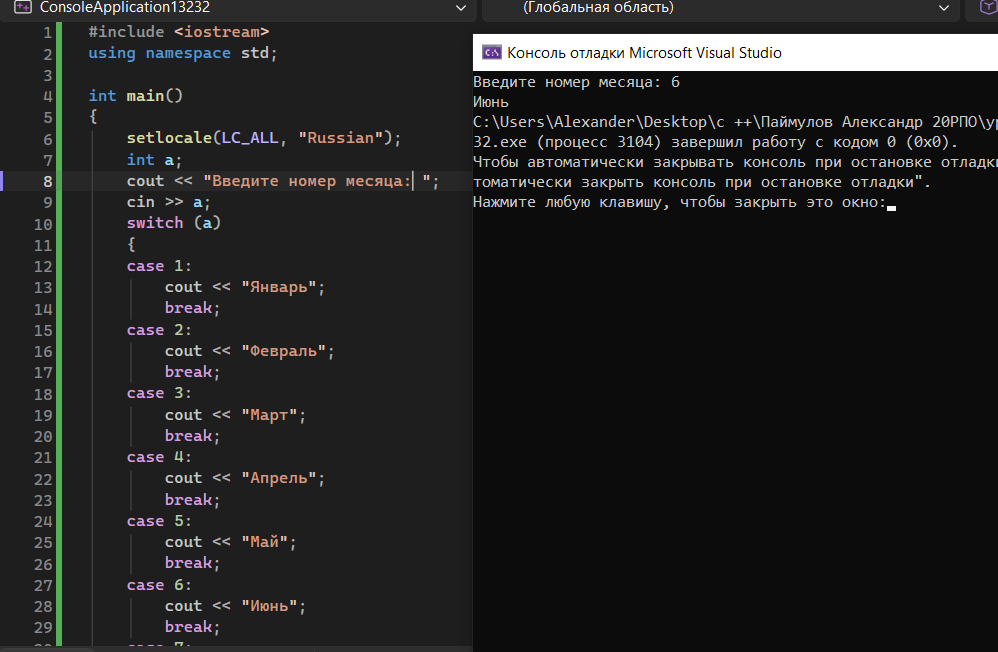 ConsoleApplication13232
(Глобальная область)
1 #include <iostream>
2 using namespace std;
3
4 int main()
5 {
6 setlocale(LC_ALL, "Russian");
7 int a;
8 cout << "Введите номер месяца: ";
9 cin >> a;
10 switch (a)
11 {
12 case 1:
13 cout << "Январь";
14 break;
15 case 2:
16 cout << "Февраль";
17 break;
18 case 3:
19 cout << "Март";
20 break;
21 case 4:
22 cout << "Апрель";
23 break;
24 case 5:
25 cout << "Май";
26 break;
27 case 6:
28 cout << "Июнь";
29 break;
Консоль отладки Microsoft Visual Studio
Введите номер месяца: 6
Июнь
C:\Users\Alexander\Desktop\c ++\Паймулов Александр 20РПО\ур
32.exe (процесс 3104) завершил работу с кодом 0 (0x0).
Чтобы автоматически закрывать консоль при остановке отладки
томатически закрыть консоль при остановке отладки".
Нажмите любую клавишу, чтобы закрыть это окно: